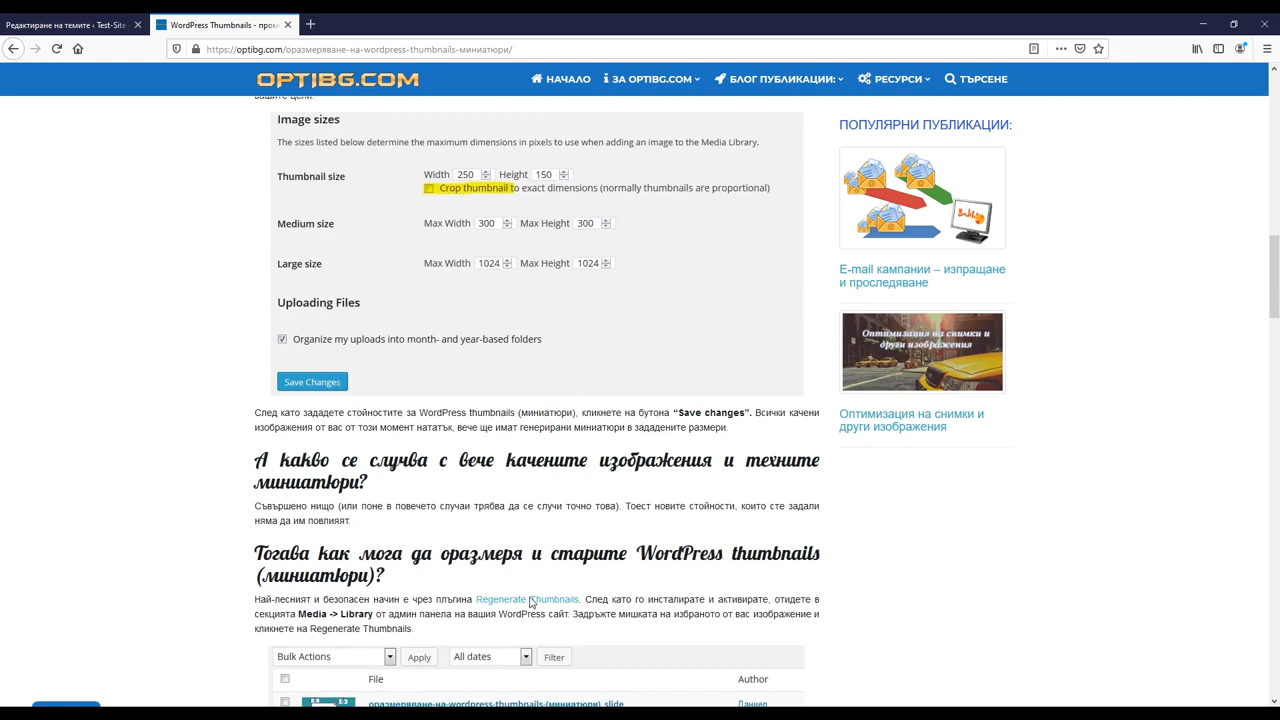 Редактиране на темите ‹ Test-Site
WordPress Thumbnails - пром
https://optibg.com/оразмеряване-на-wordpress-thumbnails-миниатюри/
OPTIBG.COM
НАЧАЛО
ЗА OPTIBG.COM
БЛОГ ПУБЛИКАЦИИ:
РЕСУРСИ
ТЪРСЕНЕ
вашите цели.
Image sizes
The sizes listed below determine the maximum dimensions in pixels to use when adding an image to the Media Library.
Thumbnail size
Width 250 Height 150
Crop thumbnail to exact dimensions (normally thumbnails are proportional)
Medium size
Max Width 300 Max Height 300
Large size
Max Width 1024 Max Height 1024
Uploading Files
Organize my uploads into month- and year-based folders
Save Changes
След като зададете стойностите за WordPress thumbnails (миниатюри), кликнете на бутона “Save changes”. Всички качени
изображения от вас от този момент нататък, вече ще имат генерирани миниатюри в зададените размери.
А какво се случва с вече качените изображения и техните
миниатюри?
Съвършено нищо (или поне в повечето случаи трябва да се случи точно това). Тоест новите стойности, които сте задали
няма да им повлияят.
Тогава как мога да оразмеря и старите WordPress thumbnails
(миниатюри)?
Най-лесният и безопасен начин е чрез плъгина Regenerate Thumbnails. След като го инсталирате и активирате, отидете в
секцията Media -> Library от админ панела на вашия WordPress сайт. Задръжте мишката на избраното от вас изображение и
кликнете на Regenerate Thumbnails.
Bulk Actions
Apply
All dates
Filter
File
Author
оразмеряване-на-wordpress-thumbnails-(миниатюри)_slide
Даниел
ПОПУЛЯРНИ ПУБЛИКАЦИИ:
E-mail кампании – изпращане
и проследяване
Оптимизация на снимки и
други изображения
Оптимизация на снимки и
други изображения